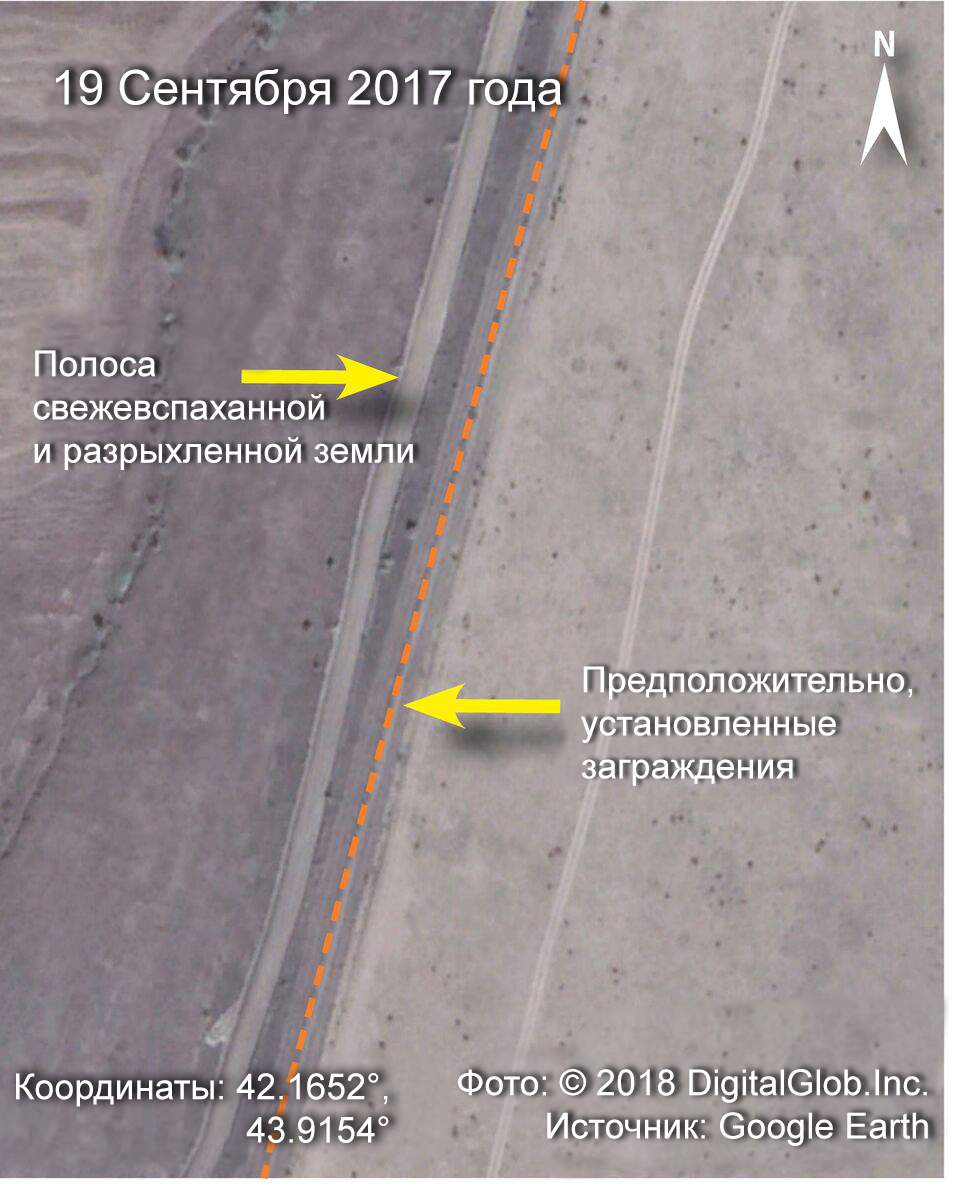 N
19 Сентября 2017 года
Полоса
свежевспаханной
и разрыхленной земли
Предположительно,
установленные
заграждения
Координаты: 42.1652°,
43.9154°
Фото: © 2018 DigitalGlob.Inc.
Источник: Google Earth